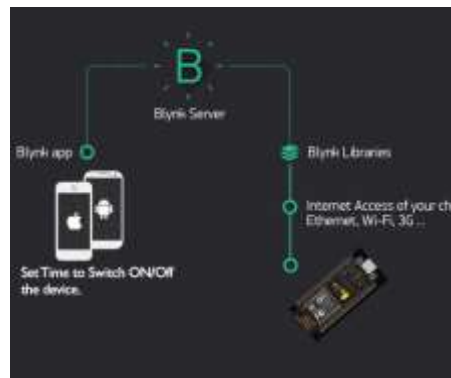 B
Blynk Server
Blynk app
Blynk Libraries
Internet Access of your ch
Ethernet, Wi-Fi, 3G ...
Set Time to Switch ON/Off
the device.